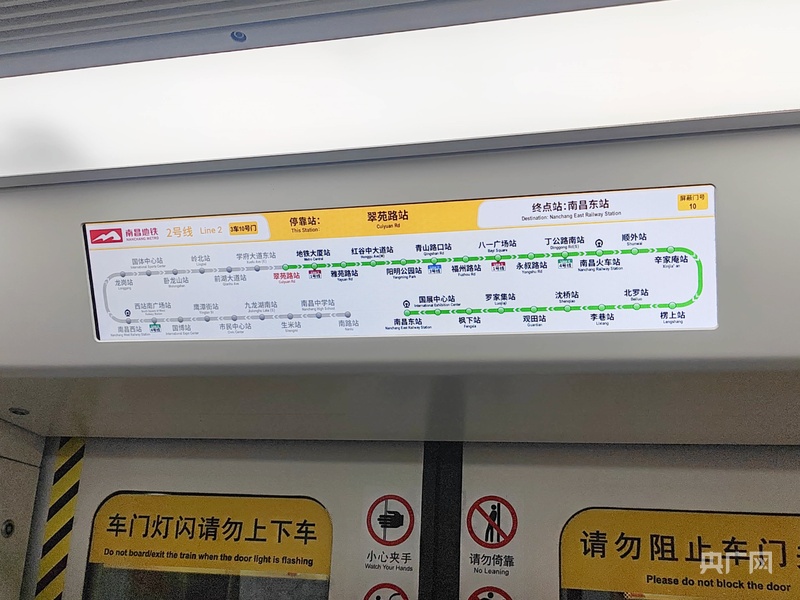 南昌地铁
NANCHANG METRO
2号线 Line 2
3车10号门
停靠站:
This Station
翠苑路站
Cuiyuan Rd
终点站:南昌东站
Destination: Nanchang East Railway Station
屏蔽门号
10
国体中心站
岭北站
学府大道东站
地铁大厦站
红谷中大道站
青山路口站
八一广场站
丁公路南站
顺外站
龙岗站
卧龙山站
前湖大道站
翠苑路站
Cuiyuan Rd
雅苑路站
阳明公园站
福州路站
永叔路站
南昌火车站
Nanchang Railway Station
辛家庵站
西站南广场站
鹰潭街站
九龙湖南站
南昌中学站
国展中心站
International Exhibition Center
罗家集站
沈桥站
北罗站
南昌西站
国博站
市民中心站
生米站
南路站
南昌东站
Nanchang East Railway Station
枫下站
观田站
李巷站
楞上站
车门灯闪请勿上下车
Do not board/exit the train when the door light is flashing
小心夹手
Watch Your Hands
请勿倚靠
No Leaning
请勿阻止车门
Please do not block the door
央广网